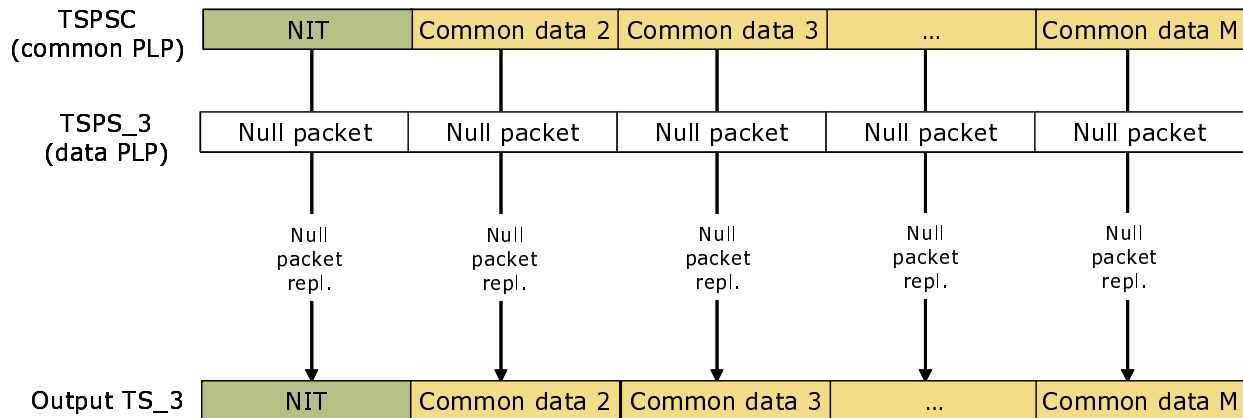 TSPSC
(common PLP)
NIT
Common data 2
Common data 3
...
Common data M
TSPS_3
(data PLP)
Null packet
Null packet
Null packet
Null packet
Null packet
Null
packet
repl.
Null
packet
repl.
Null
packet
repl.
Null
packet
repl.
Null
packet
repl.
Output TS_3
NIT
Common data 2
Common data 3
...
Common data M